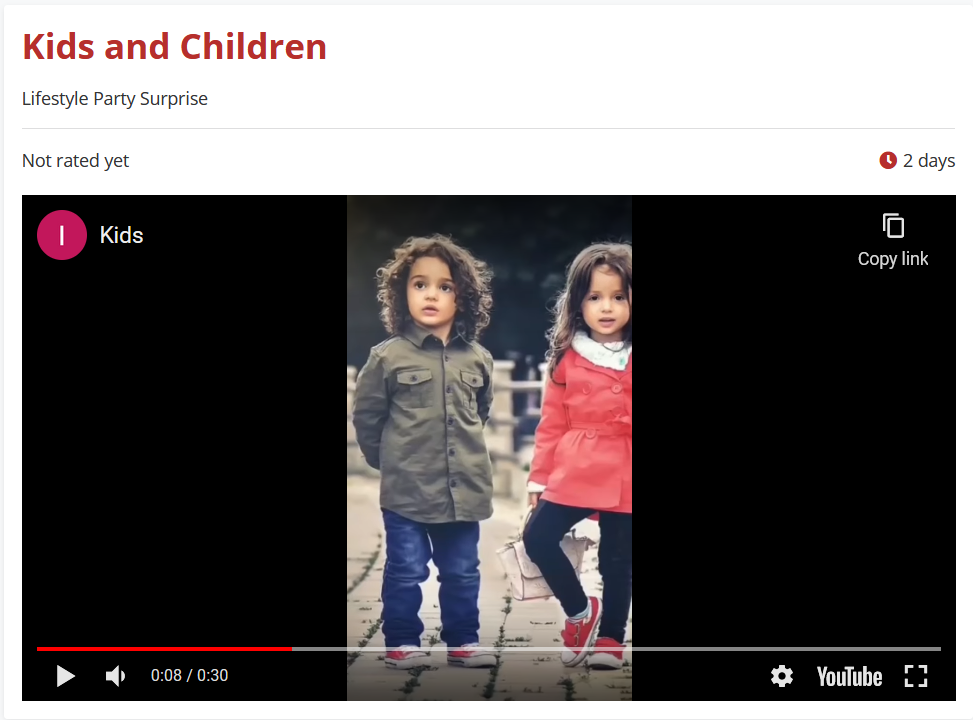 Kids and Children
Lifestyle Party Surprise
Not rated yet
2 days
I
Kids
Copy link
0:08 / 0:30
YouTube